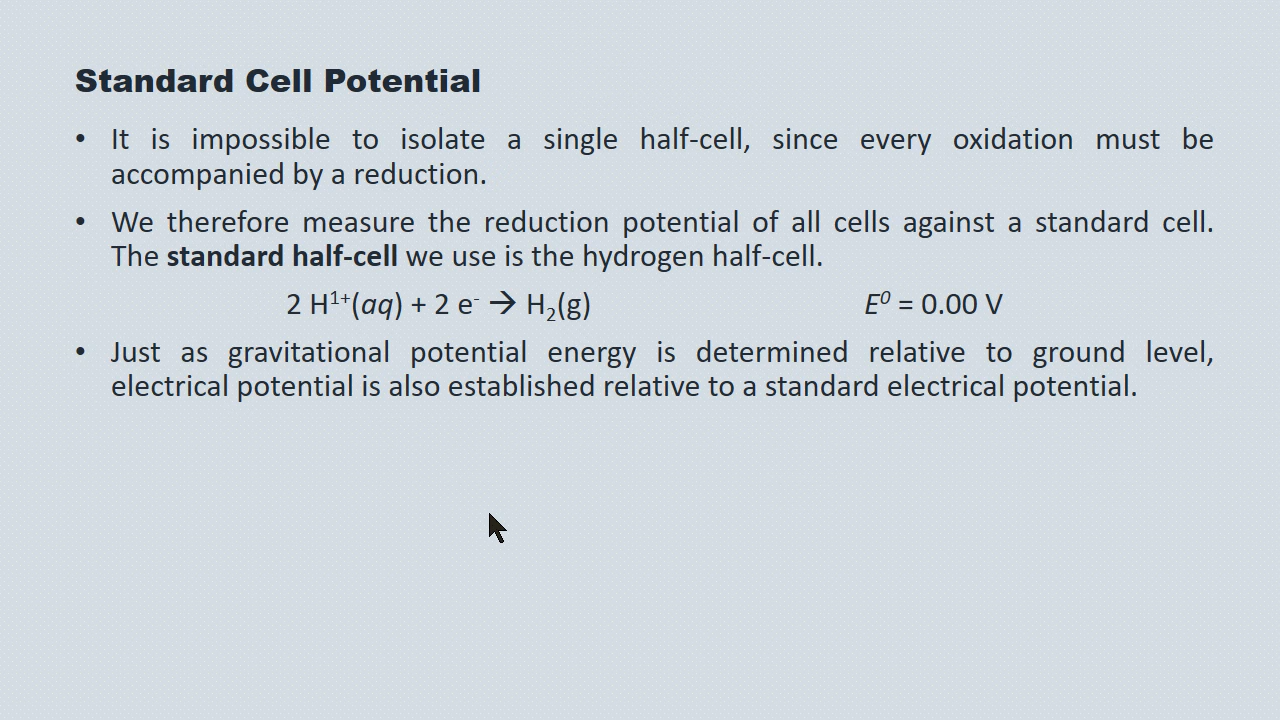 Standard Cell Potential
• It is impossible to isolate a single half-cell, since every oxidation must be
accompanied by a reduction.
• We therefore measure the reduction potential of all cells against a standard cell.
The standard half-cell we use is the hydrogen half-cell.
2 H¹⁺(aq) + 2 e⁻ → H₂(g) E⁰ = 0.00 V
• Just as gravitational potential energy is determined relative to ground level,
electrical potential is also established relative to a standard electrical potential.